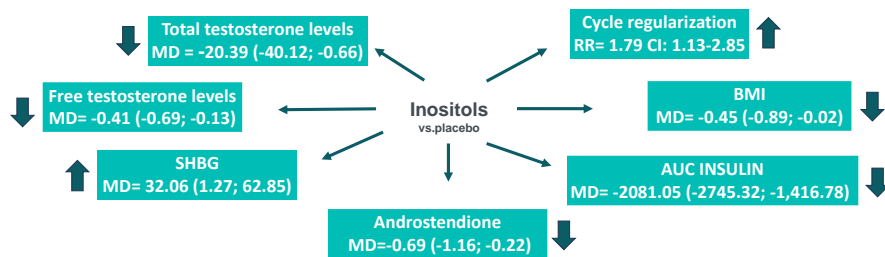 Total testosterone levels
MD = -20.39 (-40.12; -0.66)
Cycle regularization
RR= 1.79 CI: 1.13-2.85
Free testosterone levels
MD= -0.41 (-0.69; -0.13)
Inositols
vs.placebo
BMI
MD= -0.45 (-0.89; -0.02)
SHBG
MD= 32.06 (1.27; 62.85)
AUC INSULIN
MD= -2081.05 (-2745.32; -1,416.78)
Androstendione
MD=-0.69 (-1.16; -0.22)